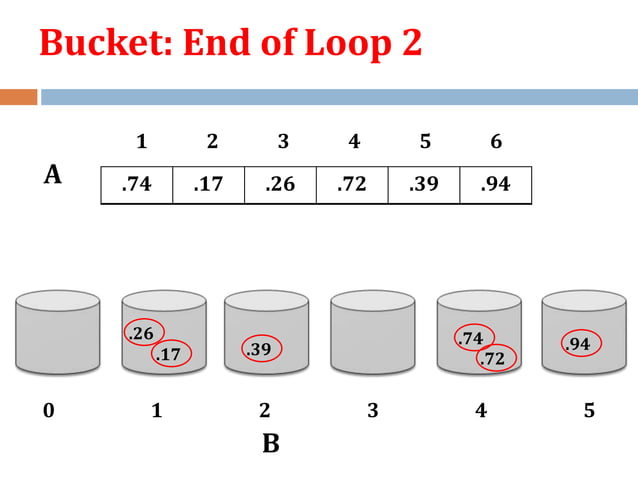 Bucket: End of Loop 2
1 2 3 4 5 6
A
.74 .17 .26 .72 .39 .94
.26
.17
.39
.74
.72
.94
0 1 2 3 4 5
B